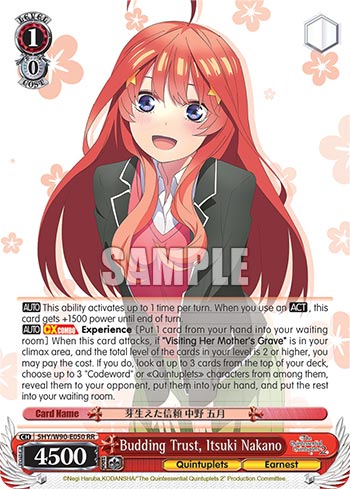 LEVEL
1
0
COST
SAMPLE
AUTO This ability activates up to 1 time per turn. When you use an ACT, this
card gets +1500 power until end of turn.
AUTO CXCOMBO Experience [Put 1 card from your hand into your waiting
room] When this card attacks, if "Visiting Her Mother's Grave" is in your
climax area, and the total level of the cards in your level is 2 or higher, you
may pay the cost. If you do, look at up to 3 cards from the top of your deck,
choose up to 3 "Codeword" or «Quintuplets» characters from among them,
reveal them to your opponent, put them into your hand, and put the rest
into your waiting room.
Card Name 芽生えた信頼 中野 五月
CH 5HY/W90-E050 RR
Budding Trust, Itsuki Nakano
4500
Quintuplets Earnest
©Negi Haruba,KODANSHA/"The Quintessential Quintuplets 2" Production Committee.